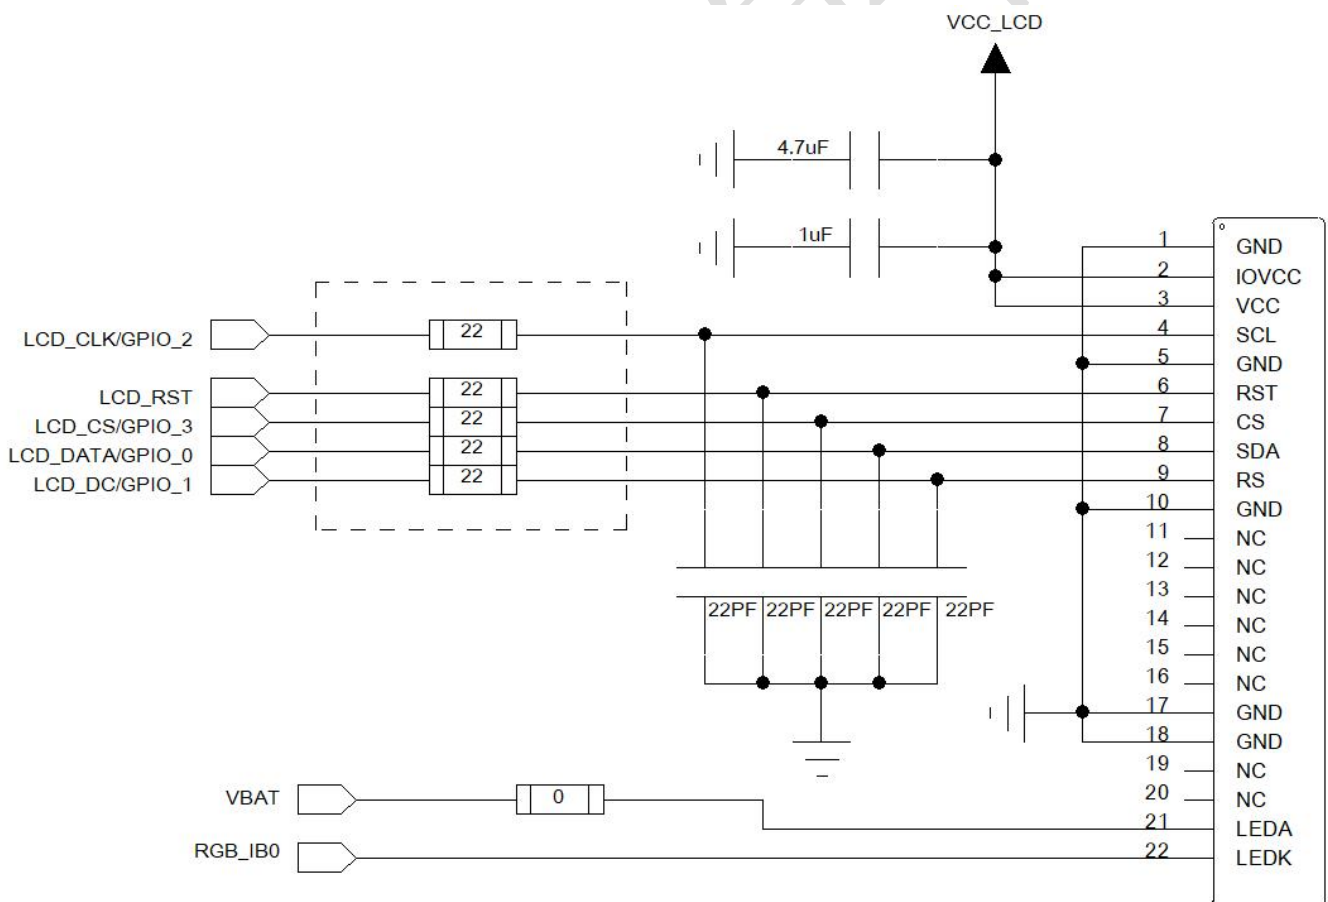 VCC_LCD
4.7uF
1uF
1 GND
2 IOVCC
3 VCC
LCD_CLK/GPIO_2 22 4 SCL
5 GND
LCD_RST 22 6 RST
LCD_CS/GPIO_3 22 7 CS
LCD_DATA/GPIO_0 22 8 SDA
LCD_DC/GPIO_1 22 9 RS
10 GND
11 NC
12 NC
13 NC
22PF 22PF 22PF 22PF 22PF
14 NC
15 NC
16 NC
17 GND
18 GND
19 NC
VBAT 0 20 NC
21 LEDA
RGB_IB0 22 LEDK